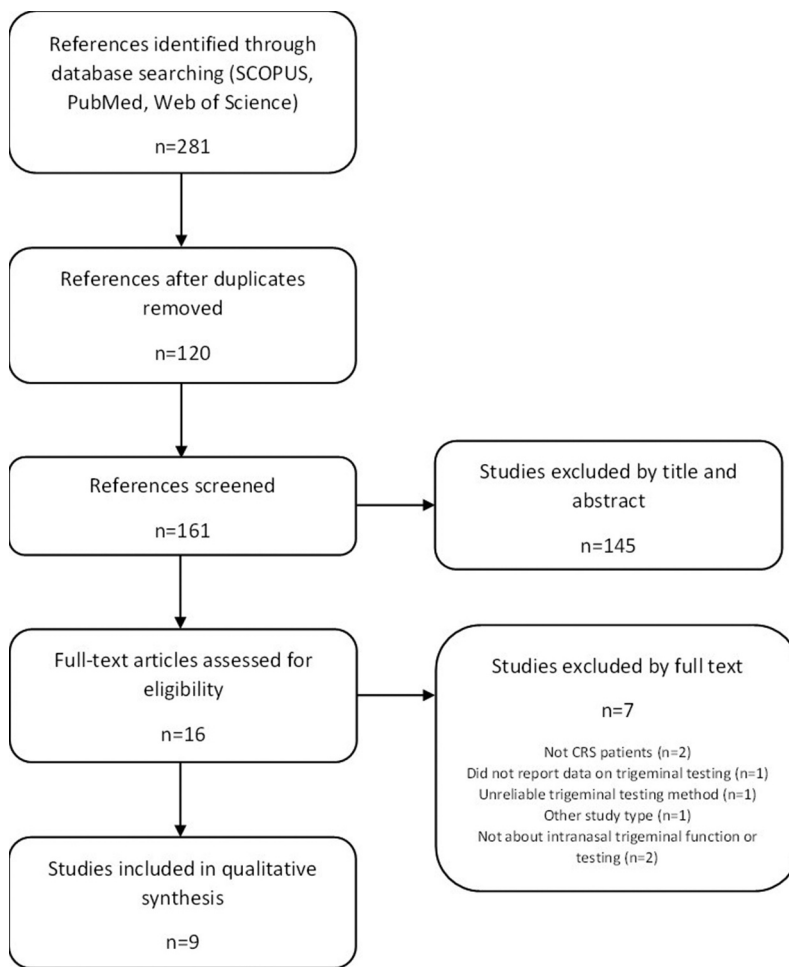 References identified through
database searching (SCOPUS,
PubMed, Web of Science)
n=281
References after duplicates
removed
n=120
References screened
n=161
Studies excluded by title and
abstract
n=145
Full-text articles assessed for
eligibility
n=16
Studies excluded by full text
n=7
Not CRS patients (n=2)
Did not report data on trigeminal testing (n=1)
Unreliable trigeminal testing method (n=1)
Other study type (n=1)
Not about intranasal trigeminal function or
testing (n=2)
Studies included in qualitative
synthesis
n=9